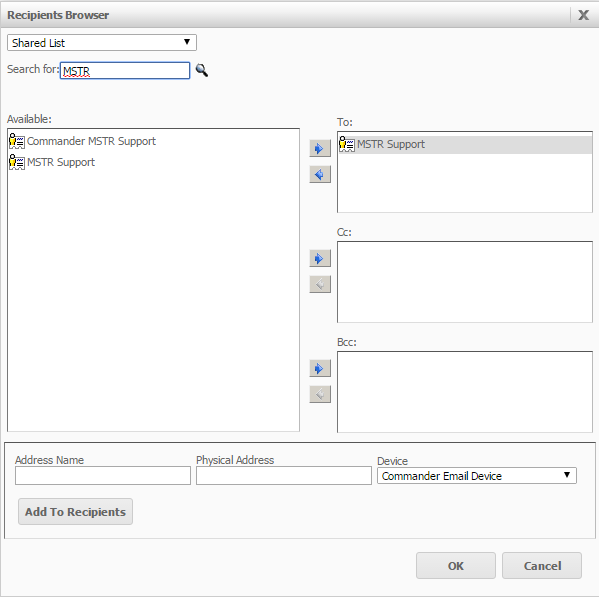 Recipients Browser
X
Shared List
Search for: MSTR
Available:
Commander MSTR Support
MSTR Support
To:
MSTR Support
Cc:
Bcc:
Address Name
Physical Address
Device
Commander Email Device
Add To Recipients
OK
Cancel